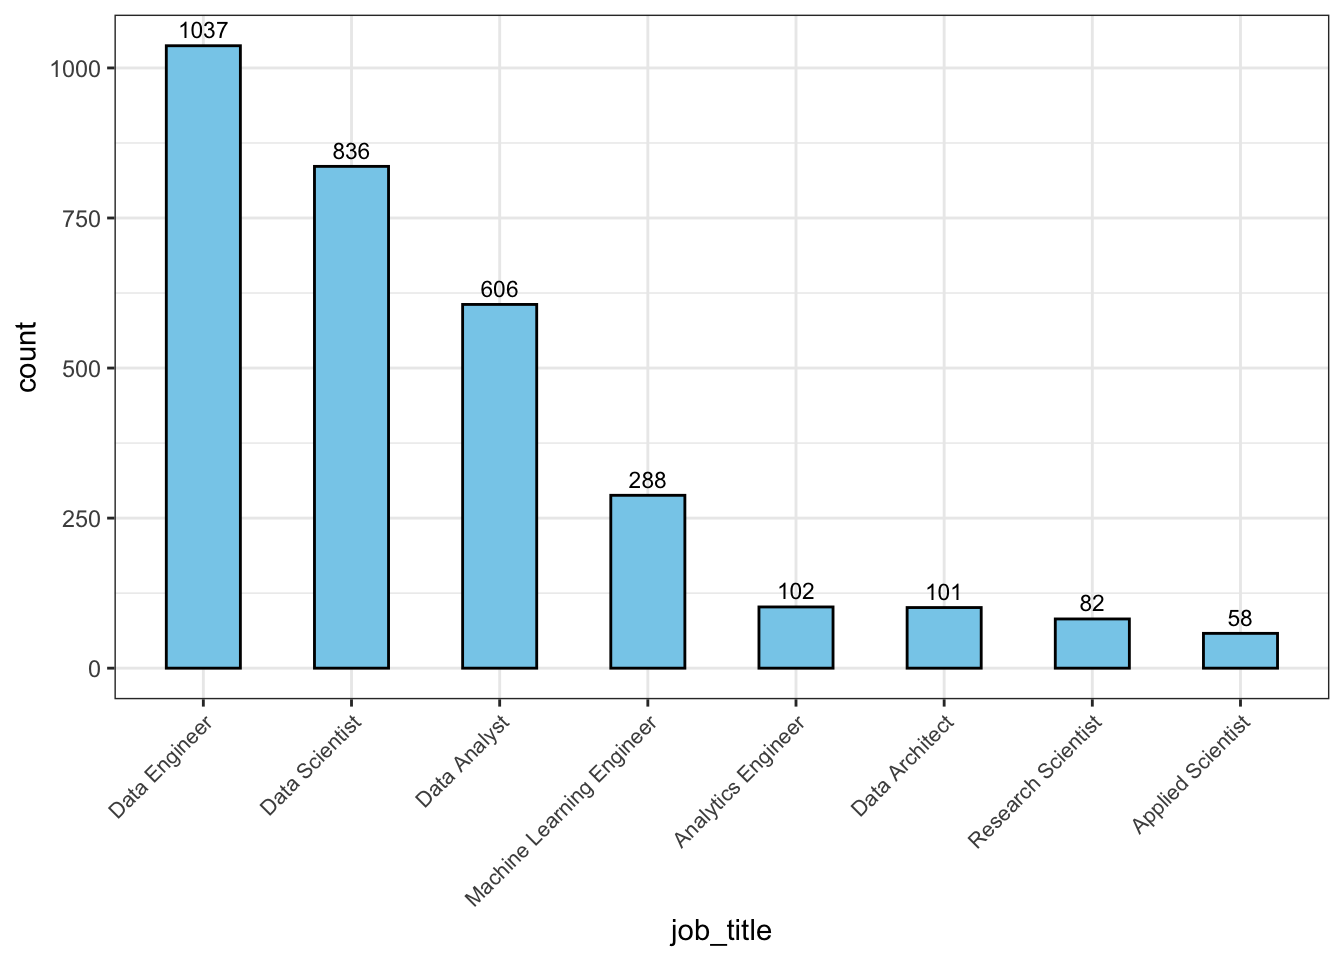 1037
836
606
288
102
101
82
58
1000
750
500
250
0
count
Data Engineer
Data Scientist
Data Analyst
Machine Learning Engineer
Analytics Engineer
Data Architect
Research Scientist
Applied Scientist
job_title